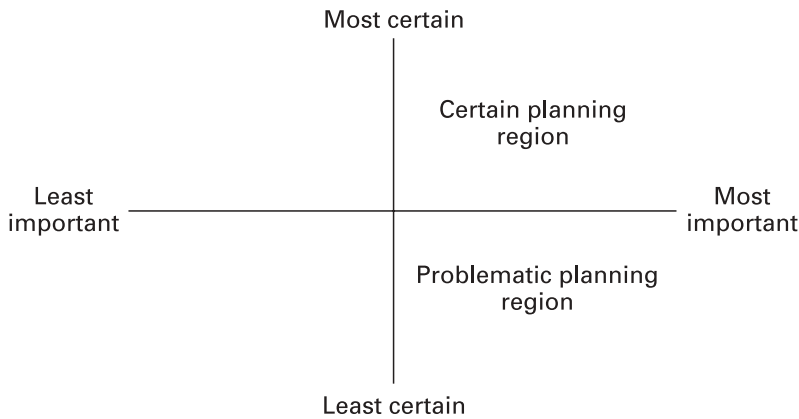 Most certain
Certain planning
region
Least
important
Most
important
Problematic planning
region
Least certain